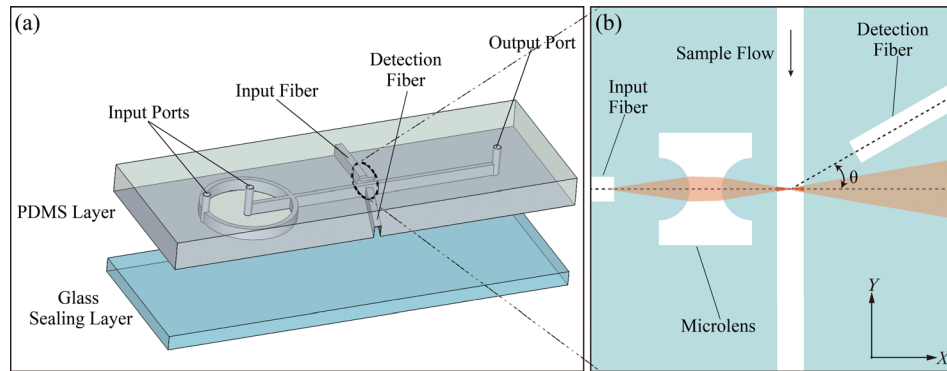 (a)
Input Ports
Input Fiber
Detection
Fiber
Output Port
PDMS Layer
Glass
Sealing Layer
(b)
Sample Flow
Detection
Fiber
Input
Fiber
θ
Microlens
Y
X